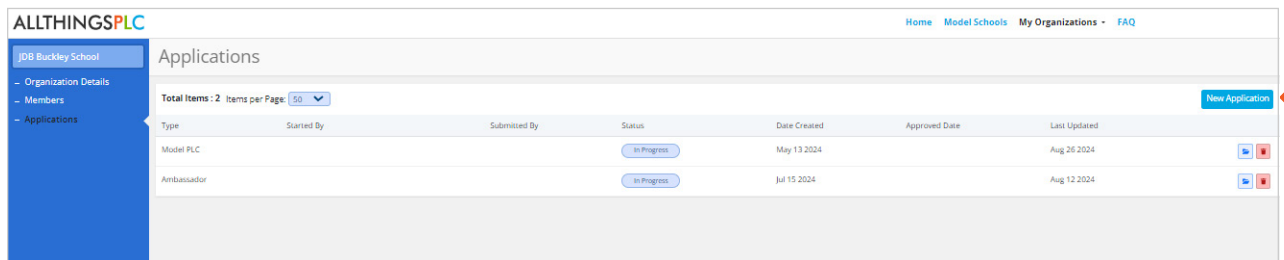 ALLTHINGSPLC
Home Model Schools My Organizations FAQ
JDB Buckley School
– Organization Details
– Members
– Applications
Applications
Total Items : 2 Items per Page: 50
New Application
Type Started By Submitted By Status Date Created Approved Date Last Updated
Model PLC In Progress May 13 2024 Aug 26 2024
Ambassador In Progress Jul 15 2024 Aug 12 2024